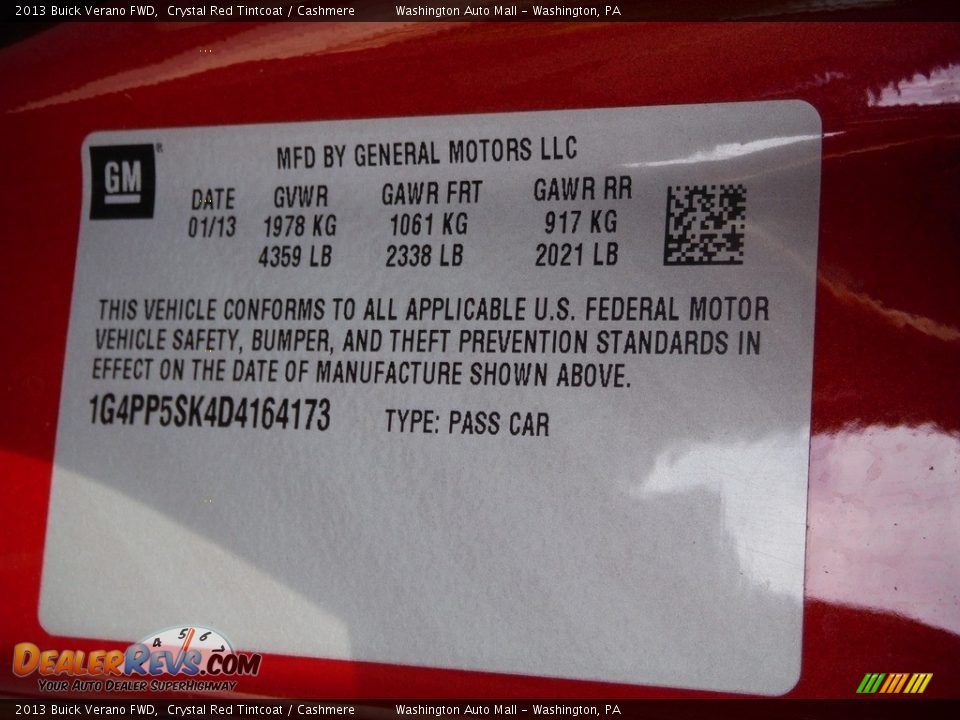 2013 Buick Verano FWD, Crystal Red Tintcoat / Cashmere Washington Auto Mall - Washington, PA
GM ®
MFD BY GENERAL MOTORS LLC
DATE GVWR GAWR FRT GAWR RR
01/13 1978 KG 1061 KG 917 KG
4359 LB 2338 LB 2021 LB
THIS VEHICLE CONFORMS TO ALL APPLICABLE U.S. FEDERAL MOTOR
VEHICLE SAFETY, BUMPER, AND THEFT PREVENTION STANDARDS IN
EFFECT ON THE DATE OF MANUFACTURE SHOWN ABOVE.
1G4PP5SK4D4164173 TYPE: PASS CAR
4 5 6 7
DEALERREVS.COM
YOUR AUTO DEALER SUPERHIGHWAY
2013 Buick Verano FWD, Crystal Red Tintcoat / Cashmere Washington Auto Mall - Washington, PA